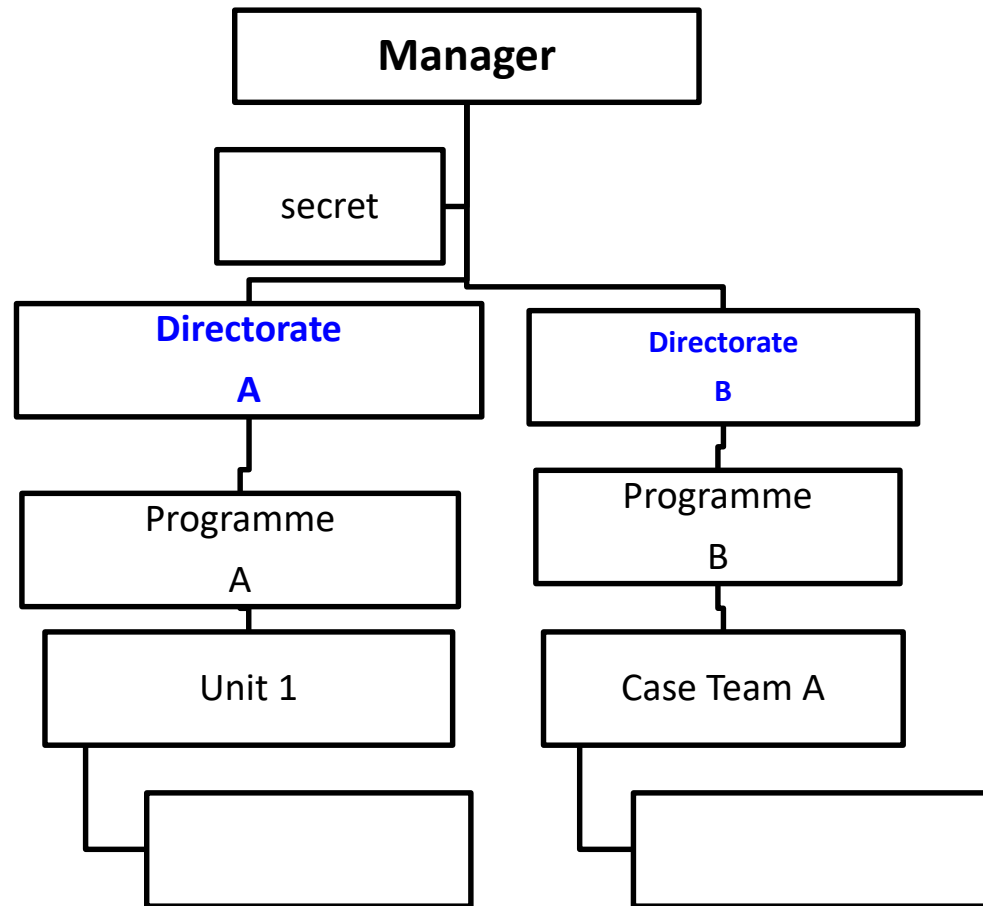 Manager
secret
Directorate
A
Directorate
B
Programme
A
Programme
B
Unit 1
Case Team A